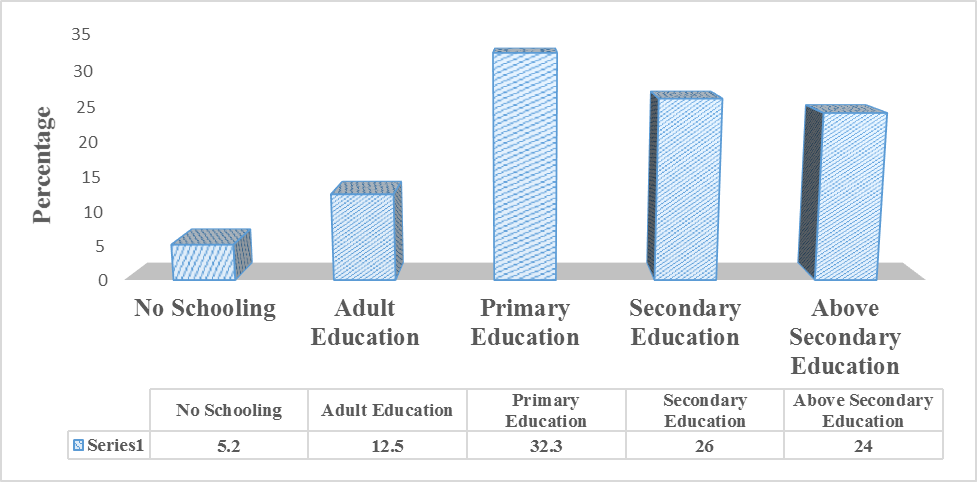 35
30
25
20
15
10
5
0
Percentage
No Schooling
Adult
Education
Primary
Education
Secondary
Education
Above
Secondary
Education
No Schooling
Adult Education
Primary
Education
Secondary
Education
Above Secondary
Education
Series1
5.2
12.5
32.3
26
24